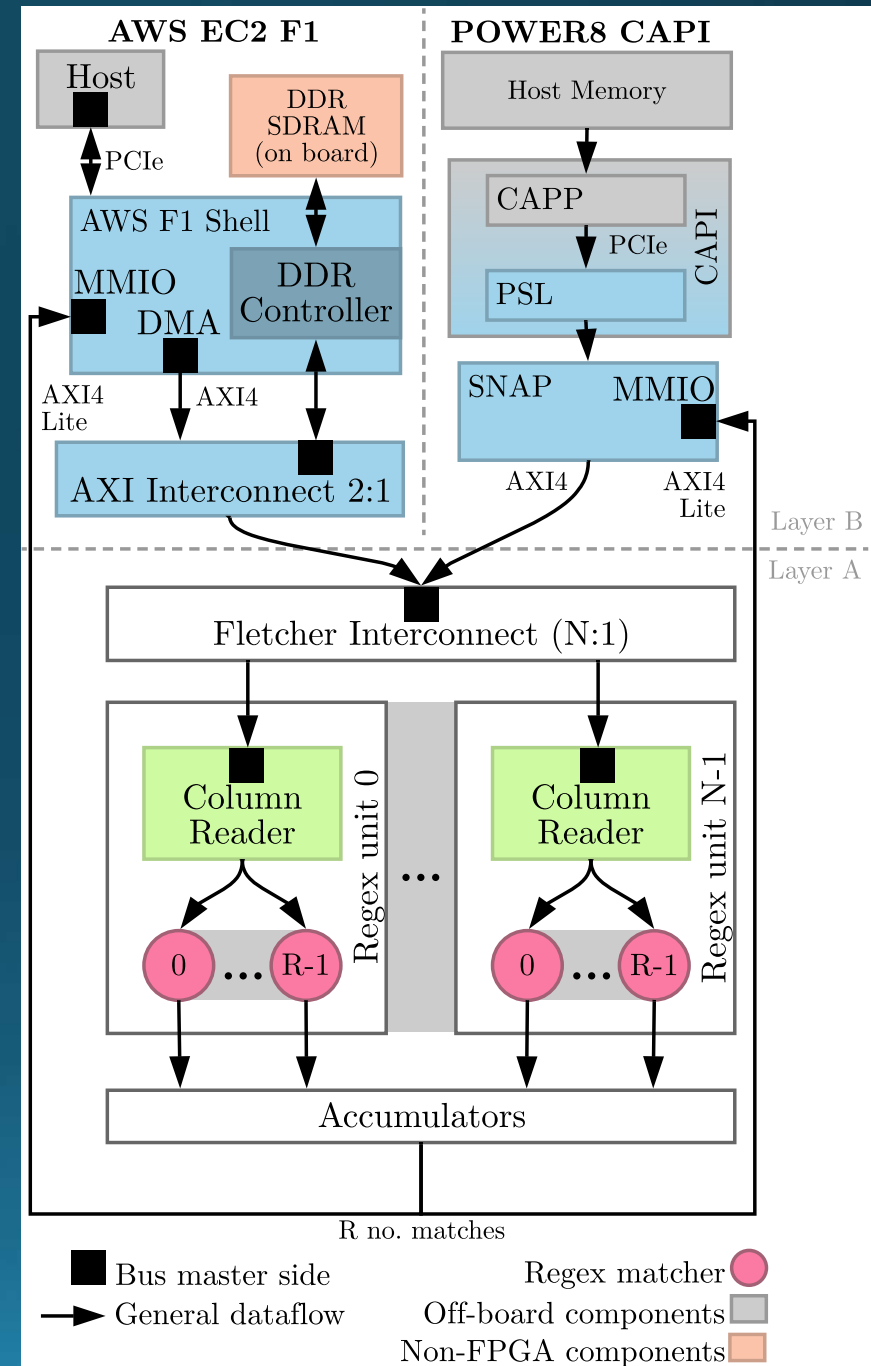 AWS EC2 F1
POWER8 CAPI
Host
DDR
SDRAM
(on board)
Host Memory
PCIe
AWS F1 Shell
CAPP
PCIe
CAPI
MMIO
DDR
Controller
PSL
DMA
AXI4
Lite
AXI4
SNAP
MMIO
AXI Interconnect 2:1
AXI4
AXI4
Lite
Layer B
Layer A
Fletcher Interconnect (N:1)
Column
Reader
Regex unit 0
...
Column
Reader
Regex unit N-1
0
...
R-1
0
...
R-1
Accumulators
R no. matches
Bus master side
General dataflow
Regex matcher
Off-board components
Non-FPGA components